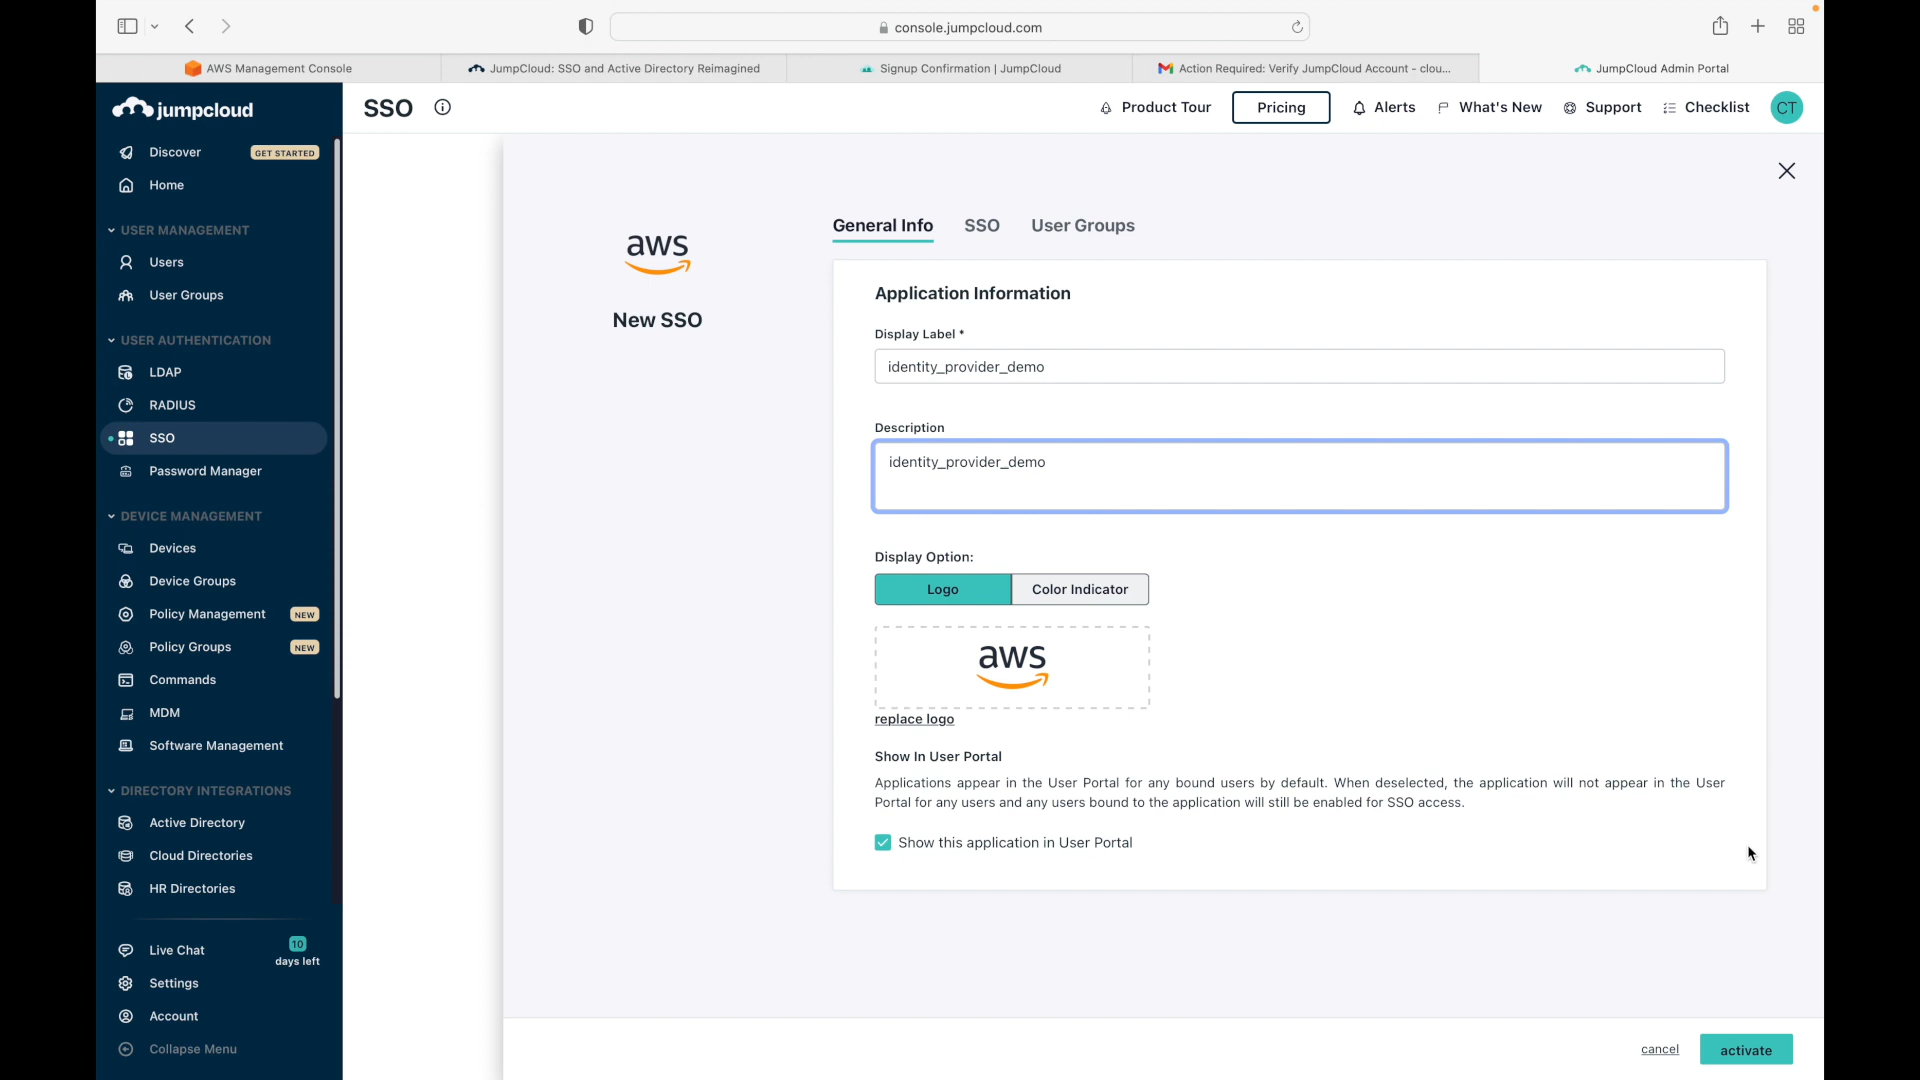 console.jumpcloud.com
AWS Management Console
JumpCloud: SSO and Active Directory Reimagined
Signup Confirmation | JumpCloud
Action Required: Verify JumpCloud Account - clou...
JumpCloud Admin Portal
jumpcloud
SSO
Product Tour
Pricing
Alerts
What's New
Support
Checklist
CT
Discover
GET STARTED
Home
USER MANAGEMENT
Users
User Groups
USER AUTHENTICATION
LDAP
RADIUS
SSO
Password Manager
DEVICE MANAGEMENT
Devices
Device Groups
Policy Management
NEW
Policy Groups
NEW
Commands
MDM
Software Management
DIRECTORY INTEGRATIONS
Active Directory
Cloud Directories
HR Directories
Live Chat
10
days left
Settings
Account
Collapse Menu
aws
New SSO
General Info
SSO
User Groups
Application Information
Display Label *
identity_provider_demo
Description
identity_provider_demo
Display Option:
Logo
Color Indicator
aws
replace logo
Show In User Portal
Applications appear in the User Portal for any bound users by default. When deselected, the application will not appear in the User
Portal for any users and any users bound to the application will still be enabled for SSO access.
Show this application in User Portal
cancel
activate